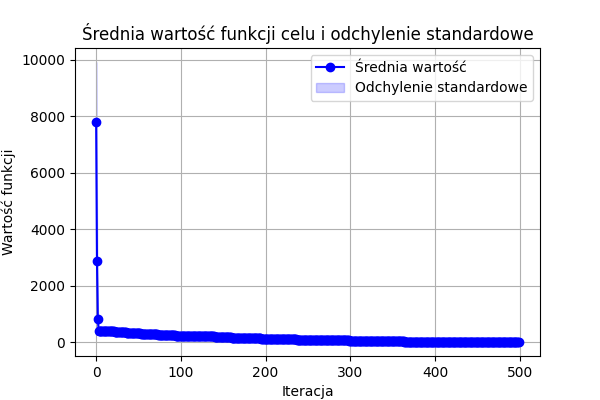 Średnia wartość funkcji celu i odchylenie standardowe
Średnia wartość
Odchylenie standardowe
Wartość funkcji
10000
8000
6000
4000
2000
0
0 100 200 300 400 500
Iteracja